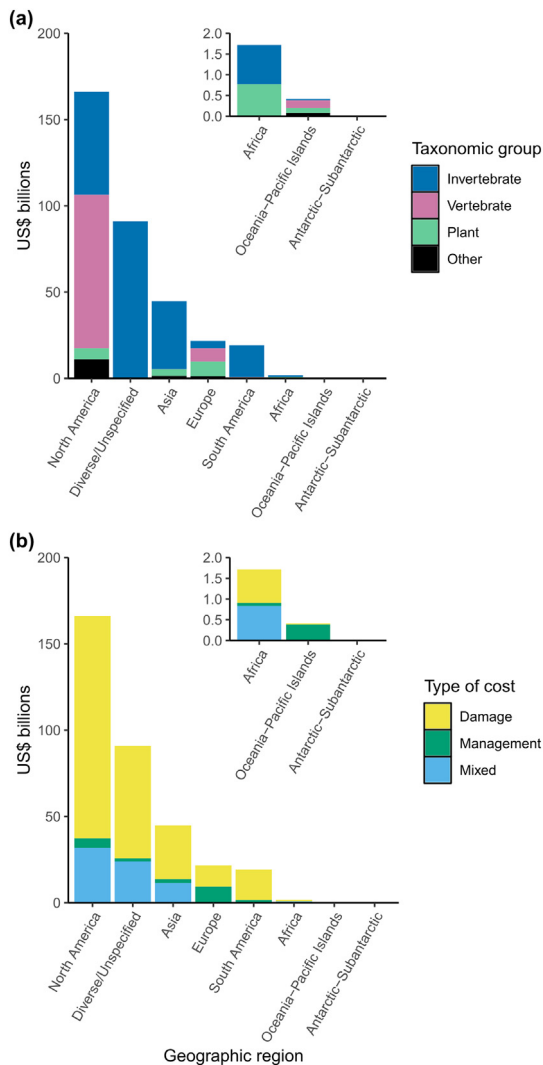 (a)
US$ billions
200
150
100
50
0
North America
Diverse/Unspecified
Asia
Europe
South America
Africa
Oceania−Pacific Islands
Antarctic−Subantarctic
2.0
1.5
1.0
0.5
0.0
Africa
Oceania−Pacific Islands
Antarctic−Subantarctic
Taxonomic group
Invertebrate
Vertebrate
Plant
Other
(b)
US$ billions
200
150
100
50
0
North America
Diverse/Unspecified
Asia
Europe
South America
Africa
Oceania−Pacific Islands
Antarctic−Subantarctic
2.0
1.5
1.0
0.5
0.0
Africa
Oceania−Pacific Islands
Antarctic−Subantarctic
Type of cost
Damage
Management
Mixed
Geographic region